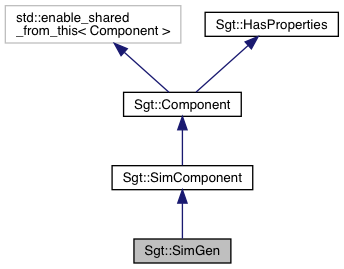 std::enable_shared
_from_this< Component >
Sgt::HasProperties
Sgt::Component
Sgt::SimComponent
Sgt::SimGen